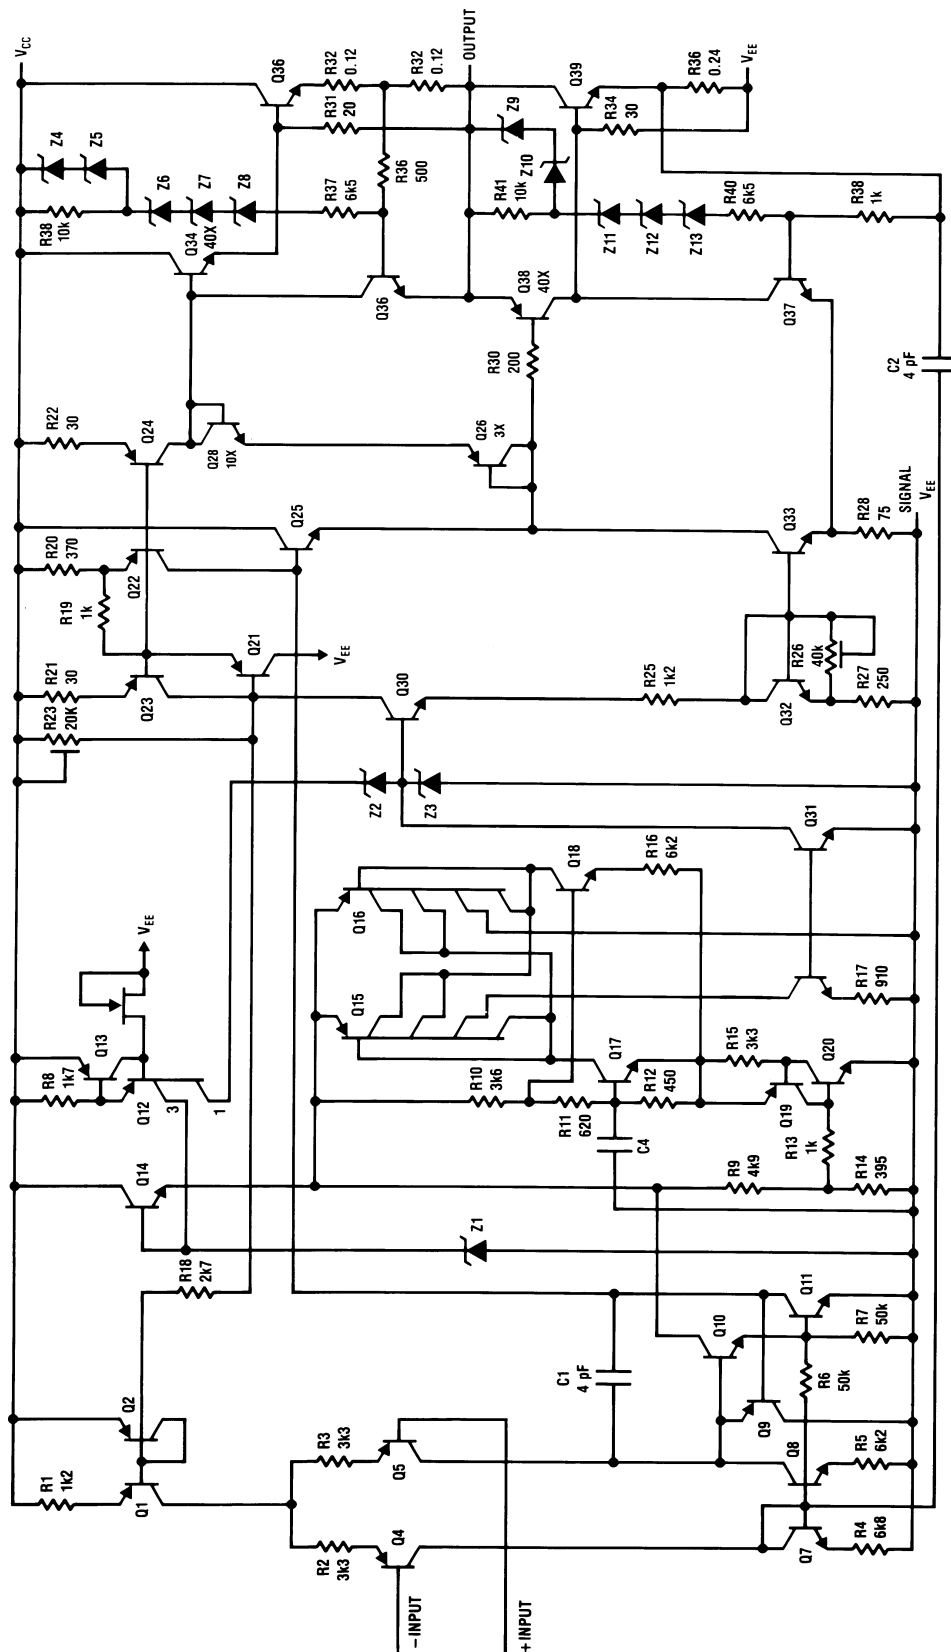 R1
1k2
Q1
Q2
R2
3k3
R3
3k3
Q4
Q5
– INPUT
+ INPUT
C1
4 pF
Q7
R4
6k8
Q8
R5
6k2
Q9
R6
50k
Q10
Q11
R7
50k
R18
2k7
Z1
Q14
R8
1k7
Q12
Q13
3
1
VEE
R10
3k6
R11
620
C4
R12
450
R9
4k9
R13
1k
R14
395
Q15
Q16
Q17
Q18
R16
6k2
R15
3k3
Q19
Q20
R17
910
Q31
Z2
Z3
R23
20K
R21
30
Q23
R19
1k
R20
370
Q22
Q21
VEE
Q30
R25
1k2
Q32
R26
40k
R27
250
Q25
R22
30
Q24
Q28
10X
Q26
3X
R30
200
Q33
R28
75
SIGNAL
VEE
C2
4 pF
VCC
R38
10k
Z4
Z5
Z6
Z7
Z8
Q34
40X
R37
6k5
Q36
R36
500
Q36
R32
0.12
R31
20
R32
0.12
OUTPUT
Q38
40X
R41
10k
Z9
Z10
Z11
Z12
Z13
R40
6k5
Q37
R38
1k
Q39
R34
30
R36
0.24
VEE